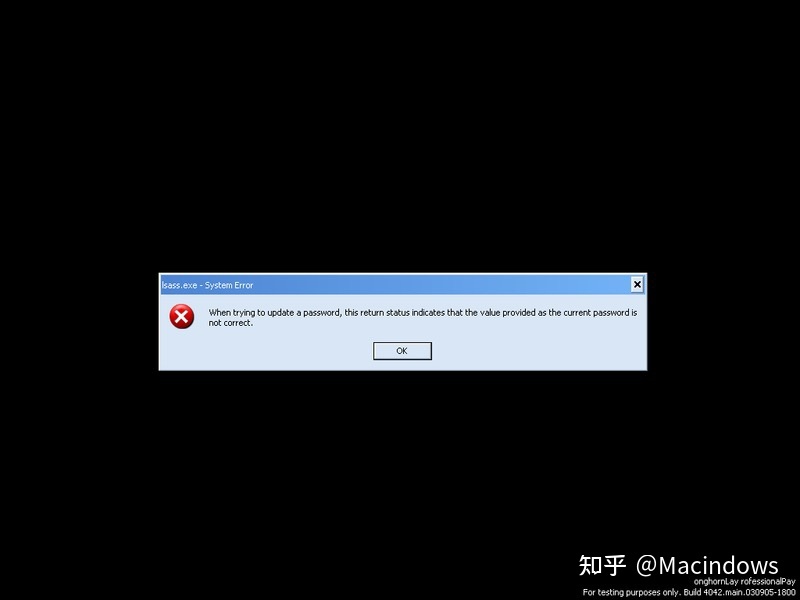 lsass.exe - System Error
When trying to update a password, this return status indicates that the value provided as the current password is
not correct.
OK
知乎 @Macindows
onghornLay rofessionalPay
For testing purposes only. Build 4042.main.030905-1800